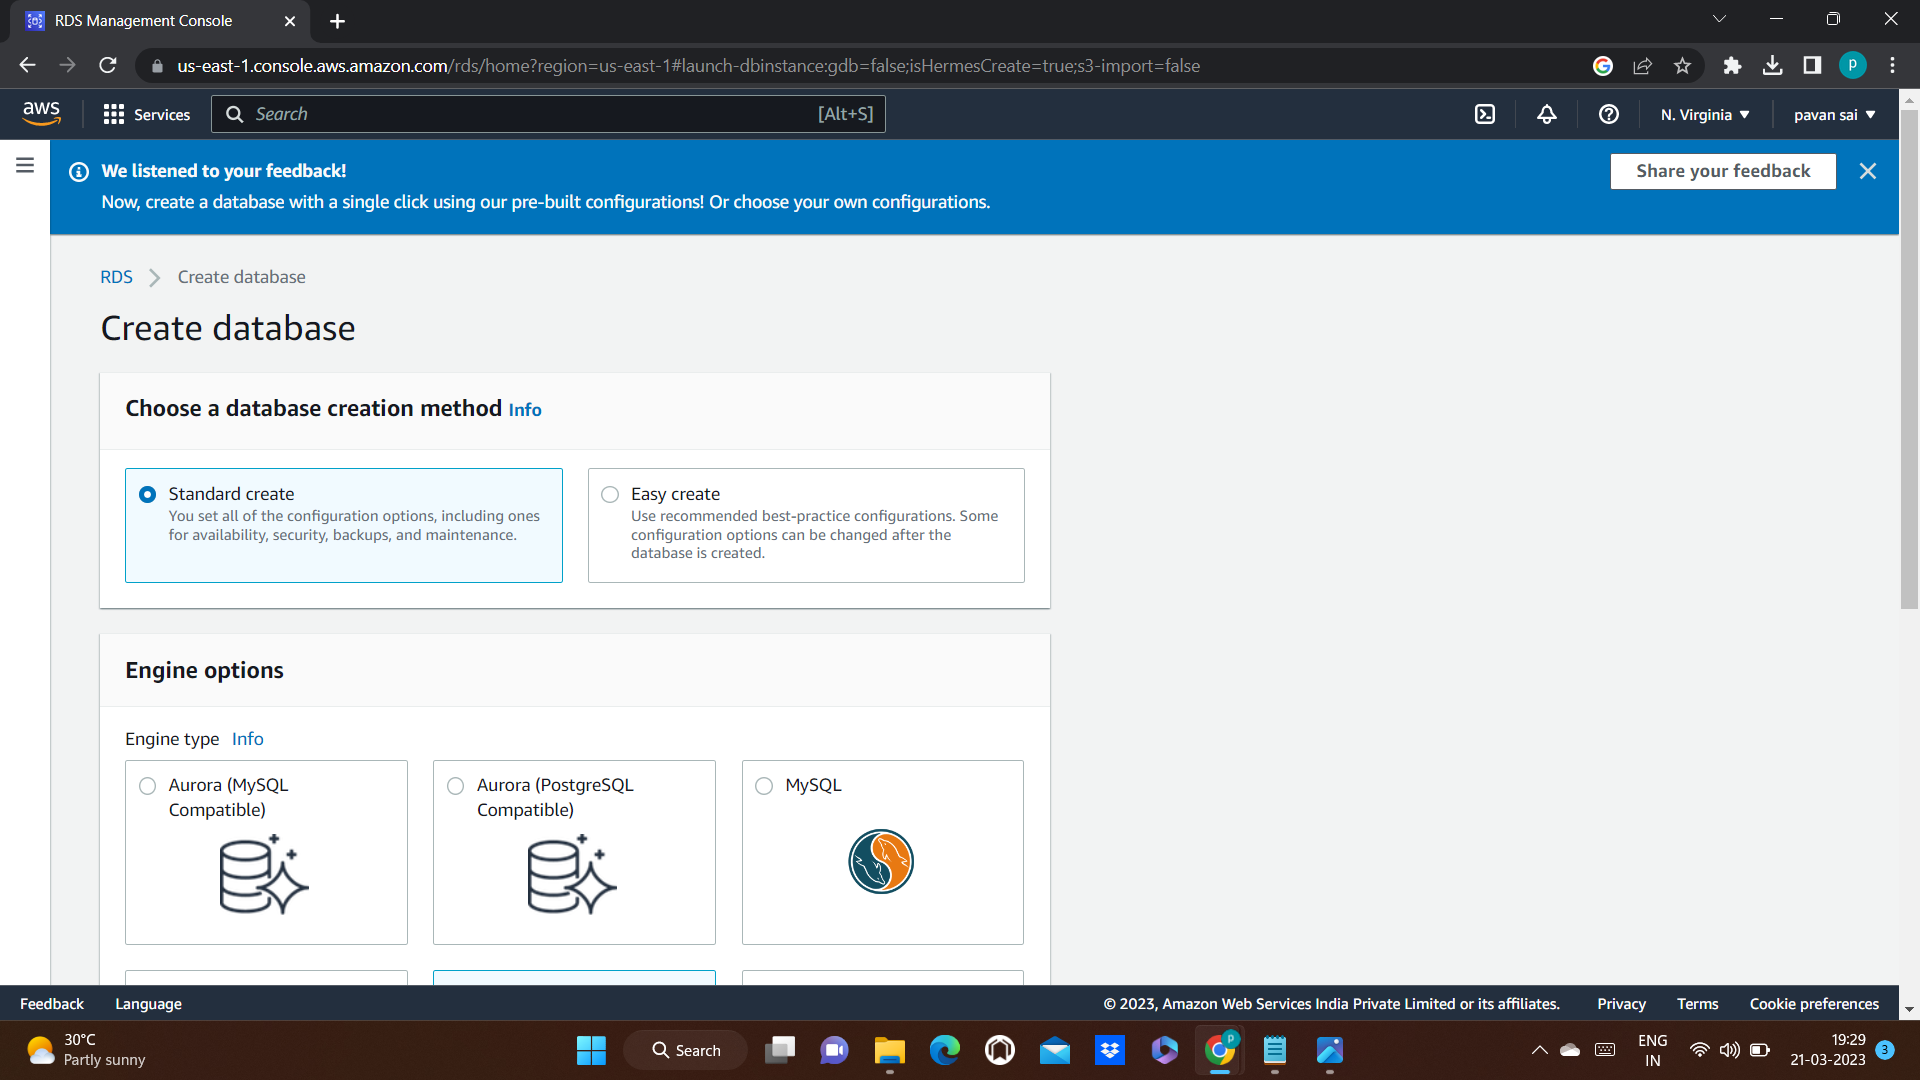 RDS Management Console
us-east-1.console.aws.amazon.com/rds/home?region=us-east-1#launch-dbinstance:gdb=false;isHermesCreate=true;s3-import=false
P
aws
Services
Search
[Alt+S]
N. Virginia
pavan sai
We listened to your feedback!
Now, create a database with a single click using our pre-built configurations! Or choose your own configurations.
Share your feedback
RDS
Create database
Create database
Choose a database creation method Info
Standard create
You set all of the configuration options, including ones
for availability, security, backups, and maintenance.
Easy create
Use recommended best-practice configurations. Some
configuration options can be changed after the
database is created.
Engine options
Engine type Info
Aurora (MySQL
Compatible)
Aurora (PostgreSQL
Compatible)
MySQL
Feedback
Language
© 2023, Amazon Web Services India Private Limited or its affiliates.
Privacy
Terms
Cookie preferences
30°C
Partly sunny
Search
P
ENG
IN
19:29
21-03-2023
3